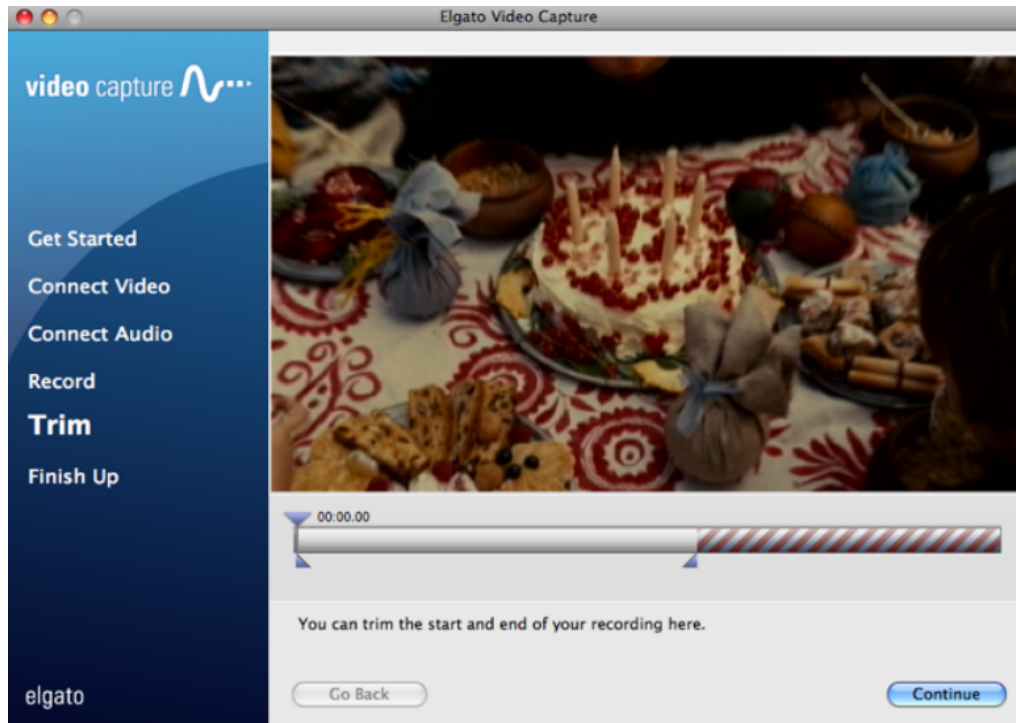 Elgato Video Capture
video capture
Get Started
Connect Video
Connect Audio
Record
Trim
Finish Up
elgato
00:00.00
You can trim the start and end of your recording here.
Go Back
Continue